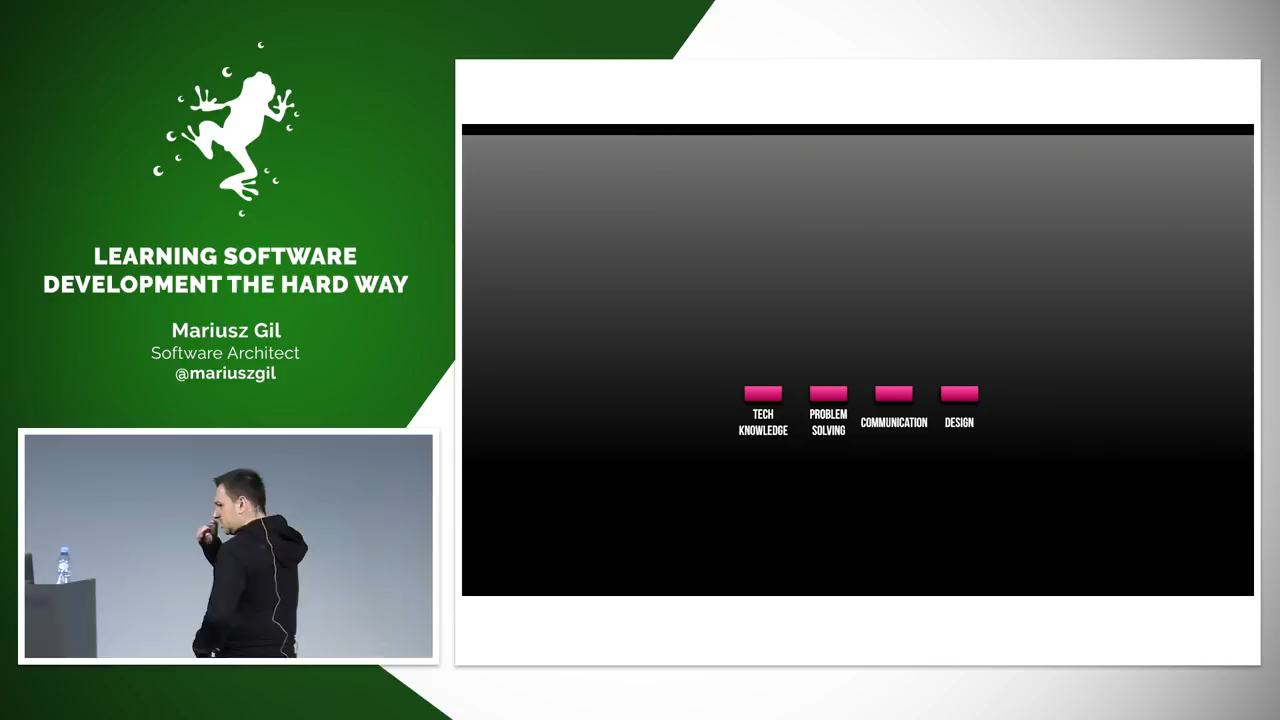 LEARNING SOFTWARE
DEVELOPMENT THE HARD WAY
Mariusz Gil
Software Architect
@mariuszgil
TECH
KNOWLEDGE
PROBLEM
SOLVING
COMMUNICATION
DESIGN